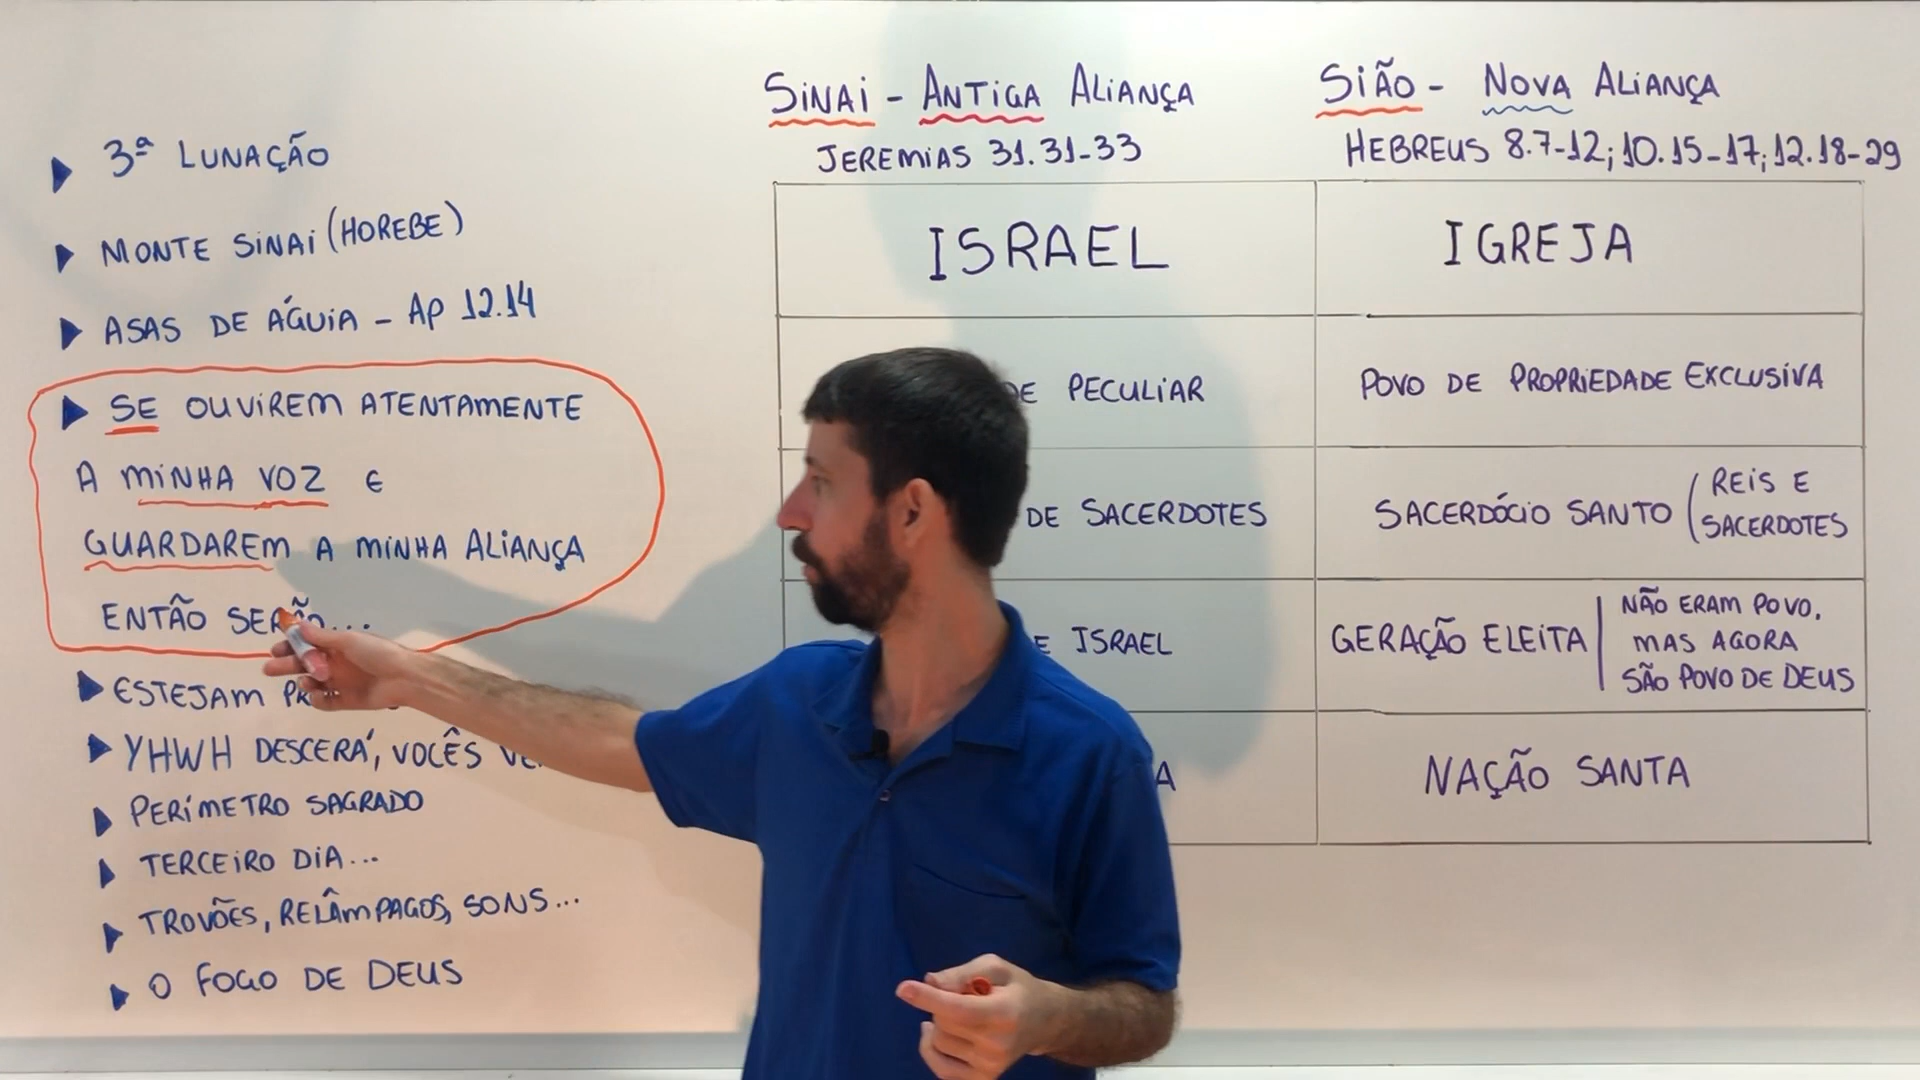 3ª LUNAÇÃO
MONTE SINAI (HOREBE)
ASAS DE ÁGUIA - AP 12.14
SE OUVIREM ATENTAMENTE
A MINHA VOZ E
GUARDAREM A MINHA ALIANÇA
ENTÃO SERÃO...
ESTEJAM
YHWH DESCERÁ, VOCÊS
PERÍMETRO SAGRADO
TERCEIRO DIA...
TROVÕES, RELÂMPAGOS, SONS...
O FOGO DE DEUS
SINAI - ANTIGA ALIANÇA
JEREMIAS 31.31-33
SIÃO - NOVA ALIANÇA
HEBREUS 8.7-12; 10.15-17; 12.18-29
ISRAEL
IGREJA
PECULIAR
POVO DE PROPRIEDADE EXCLUSIVA
DE SACERDOTES
SACERDÓCIO SANTO (REIS E
SACERDOTES
ISRAEL
GERAÇÃO ELEITA | NÃO ERAM POVO,
MAS AGORA
SÃO POVO DE DEUS
NAÇÃO SANTA